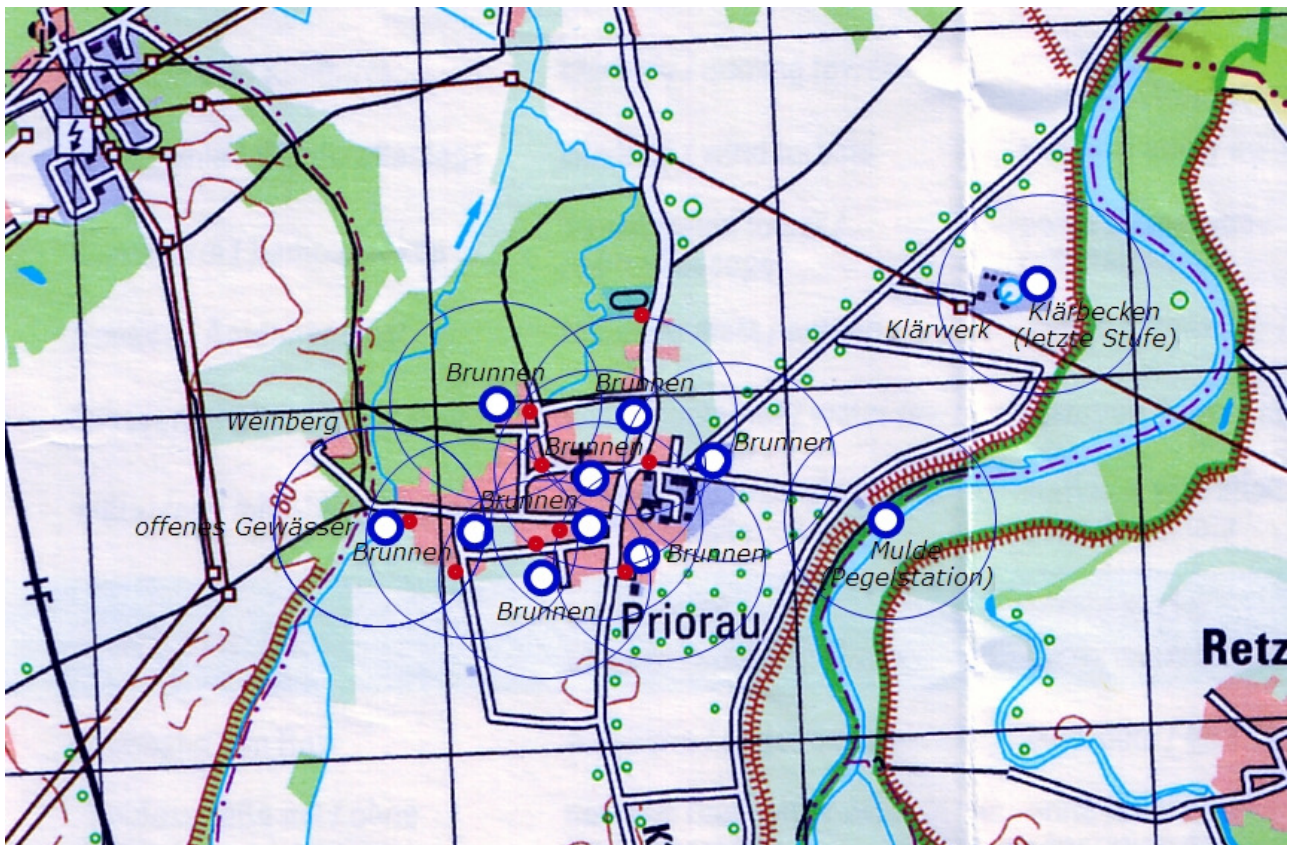 Klärwerk
Klärbecken
(letzte Stufe)
Brunnen
Brunnen
Weinberg
Brunnen
Brunnen
80
Brunnen
offenes Gewässer
Brunnen
Brunnen
Mulde
(Pegelstation)
Brunnen
Priorau
Retz
K